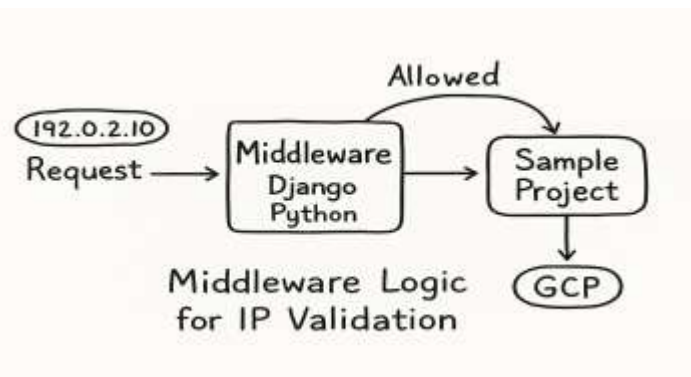 Allowed
192.0.2.10
Request
Middleware
Django
Python
Sample
Project
Middleware Logic
for IP Validation
GCP